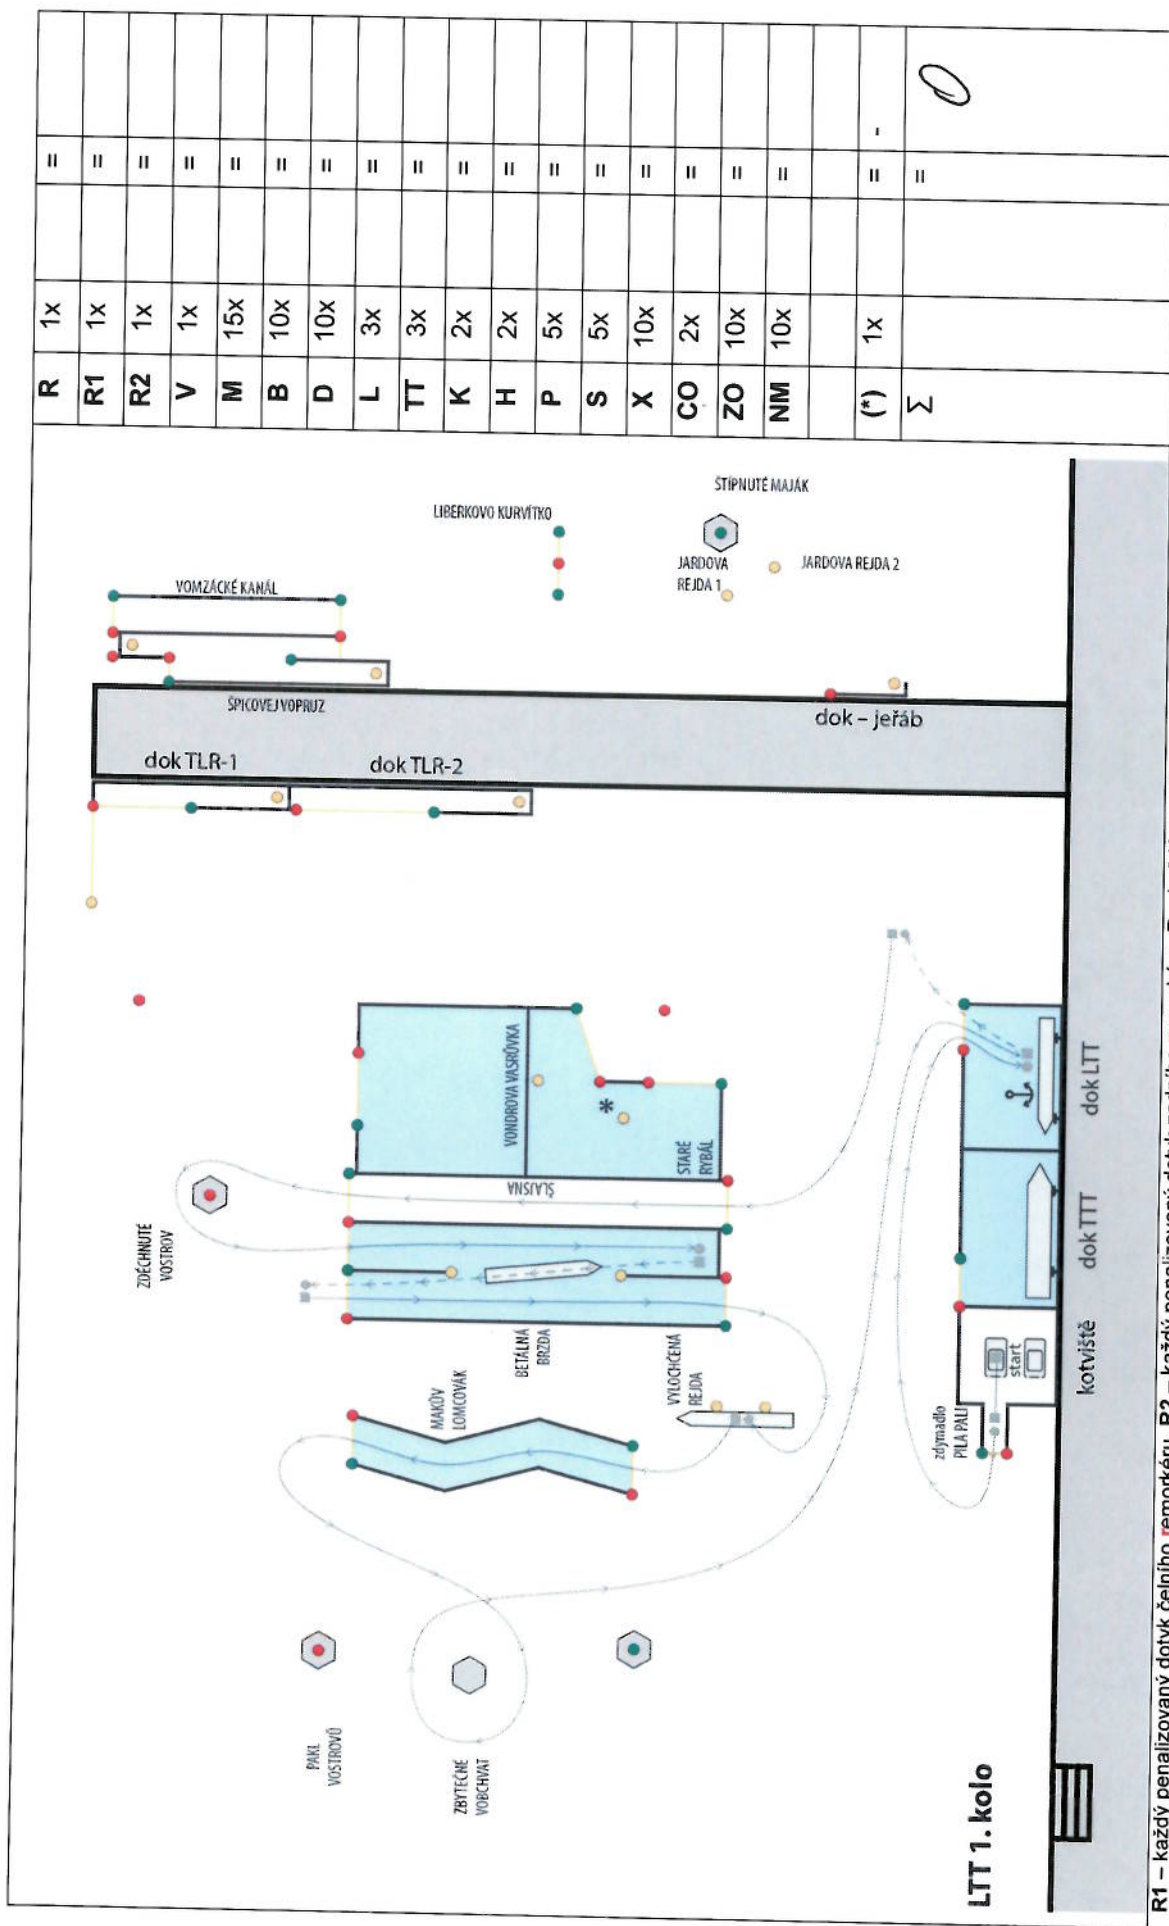 R 1x =
R1 1x =
R2 1x =
V 1x =
M 15x =
B 10x =
D 10x =
L 3x =
TT 3x =
K 2x =
H 2x =
P 5x =
S 5x =
X 10x =
CO 2x =
ZO 10x =
NM 10x =
(*) 1x = -
Σ = 0
PAKL
VOSTROVŮ
ZBYTEČNÉ
VOBCHVAT
ZDĚCHNUTÉ
VOSTROV
MAKŮV
LOMCOVÁK
BETÁLNÁ
BRZDA
VYLOCHČENÁ
REJDA
ŠLAJSNA
VONDROVA VASRŮVKA
*
STARÉ
RYBÁL
dok TLR-1
dok TLR-2
ŠPICOVEJ VOPRUZ
VOMZÁCKÉ KANÁL
LIBERKOVO KURVÍTKO
ŠTÍPNUTÉ MAJÁK
JARDOVA
REJDA 1
JARDOVA REJDA 2
dok – jeřáb
zdymadlo
PILA PALI
start
kotviště
dok TTT
dok LTT
LTT 1. kolo
R1 – každý penalizovaný dotyk čelního remorkéru, R2 – každý penalizovaný dotyk